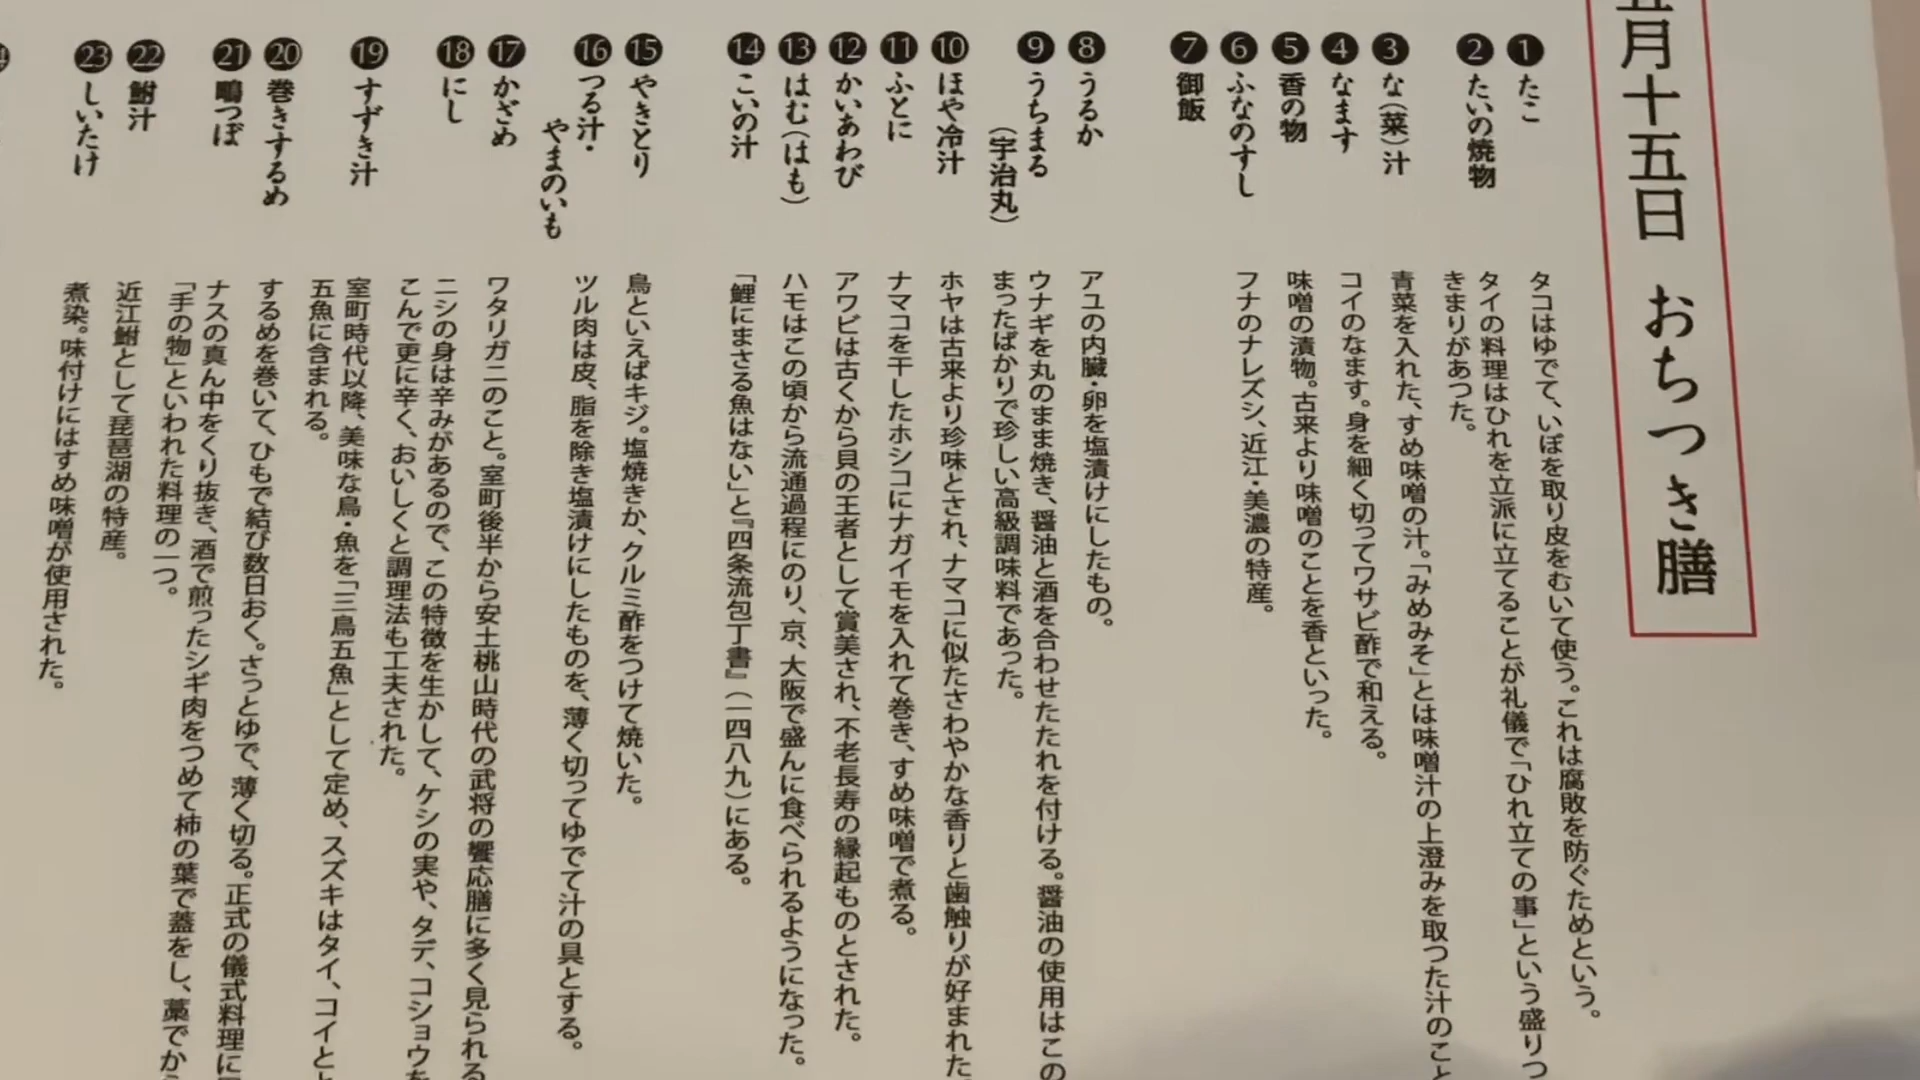 五月十五日 おちつき膳
❶ たこ タコはゆでて、いぼを取り皮をむいて使う。これは腐敗を防ぐためという。
❷ たいの焼物 タイの料理はひれを立派に立てることが礼儀で「ひれ立ての事」という盛りつ
きまりがあった。
❸ な(菜)汁 青菜を入れた、すめ味噌の汁。「みめみそ」とは味噌汁の上澄みを取った汁のこと
❹ なます コイのなます。身を細く切ってワサビ酢で和える。
❺ 香の物 味噌の漬物。古来より味噌のことを香といった。
❻ ふなのすし フナのナレズシ、近江・美濃の特産。
❼ 御飯
❽ うるか アユの内臓・卵を塩漬けにしたもの。
❾ うちまる
(宇治丸) ウナギを丸のまま焼き、醤油と酒を合わせたたれを付ける。醤油の使用はこの
まったばかりで珍しい高級調味料であった。
❿ ほや冷汁 ホヤは古来より珍味とされ、ナマコに似たさわやかな香りと歯触りが好まれた
⓫ ふとに ナマコを干したホシコにナガイモを入れて巻き、すめ味噌で煮る。
⓬ かいあわび アワビは古くから貝の王者として賞美され、不老長寿の縁起ものとされた。
⓭ はむ(はも) ハモはこの頃から流通過程にのり、京、大阪で盛んに食べられるようになった。
⓮ こいの汁 「鯉にまさる魚はない」と『四条流包丁書』(一四八九)にある。
⓯ やきとり 鳥といえばキジ。塩焼きか、クルミ酢をつけて焼いた。
⓰ つる汁・
やまのいも ツル肉は皮、脂を除き塩漬けにしたものを、薄く切ってゆでて汁の具とする。
⓱ かざめ ワタリガニのこと。室町後半から安土桃山時代の武将の饗応膳に多く見られる
⓲ にし ニシの身は辛みがあるので、この特徴を生かして、ケシの実や、タデ、コショウを
こんで更に辛く、おいしくと調理法も工夫された。
⓳ すずき汁 室町時代以降、美味な鳥・魚を「三鳥五魚」として定め、スズキはタイ、コイとと
五魚に含まれる。
⓴ 巻きするめ するめを巻いて、ひもで結び数日おく。さっとゆで、薄く切る。正式の儀式料理に
㉑ 鴫つぼ ナスの真ん中をくり抜き、酒で煎ったシギ肉をつめて柿の葉で蓋をし、藁でから
「手の物」といわれた料理の一つ。
㉒ 鮒汁 近江鮒として琵琶湖の特産。
㉓ しいたけ 煮染。味付けにはすめ味噌が使用された。